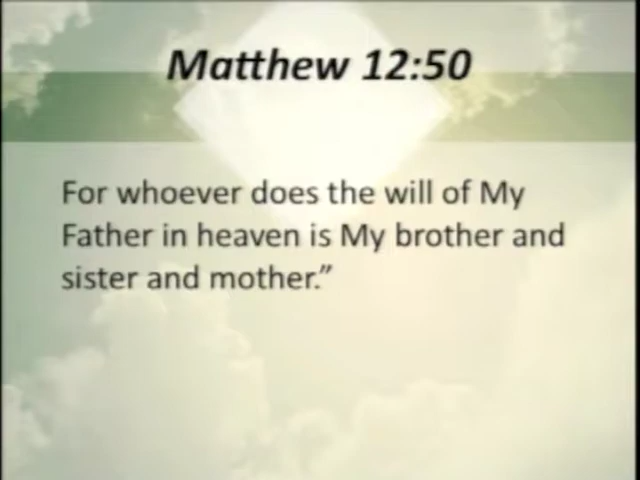 Matthew 12:50
For whoever does the will of My
Father in heaven is My brother and
sister and mother.”